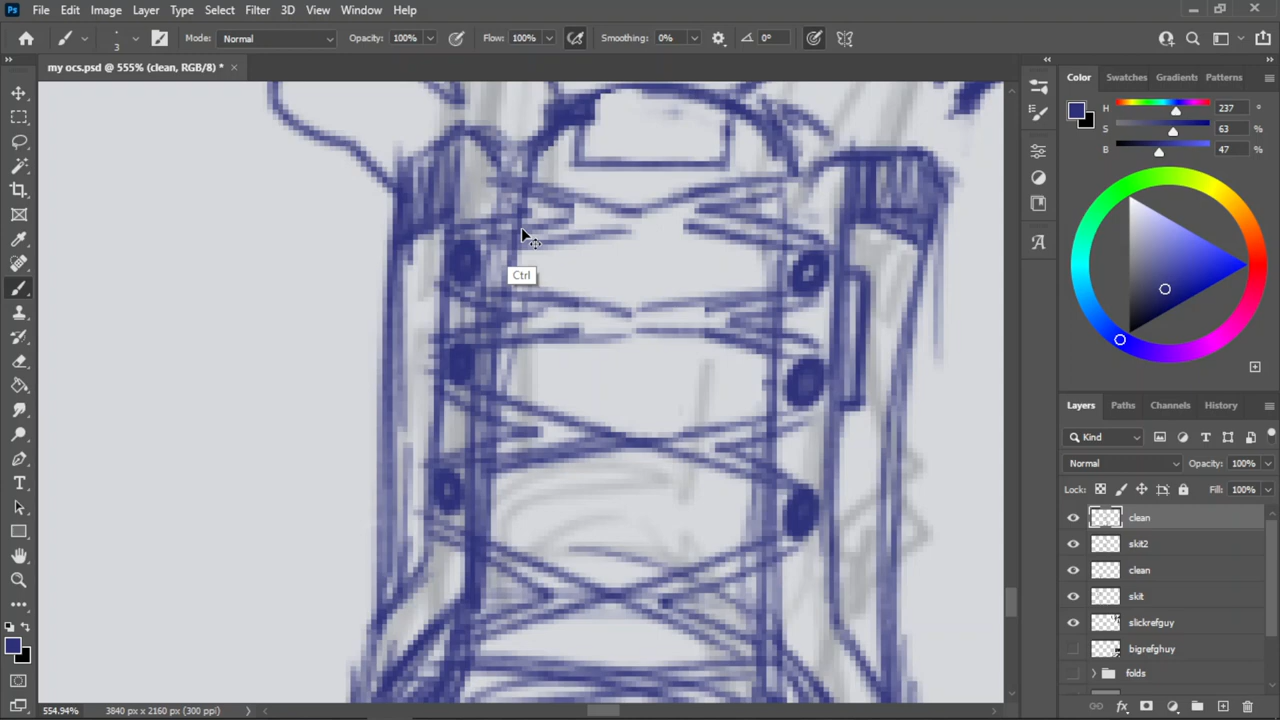 Ps File Edit Image Layer Type Select Filter 3D View Window Help
3 Mode: Normal Opacity: 100% Flow: 100% Smoothing: 0% 0°
my ocs.psd @ 555% (clean, RGB/8) *
Color Swatches Gradients Patterns
H 237 °
S 63 %
B 47 %
Ctrl
Layers Paths Channels History
Kind
Normal Opacity: 100%
Lock: Fill: 100%
clean
skit2
clean
skit
slickrefguy
bigrefghuy
folds
554.94% 3840 px x 2160 px (300 ppi)